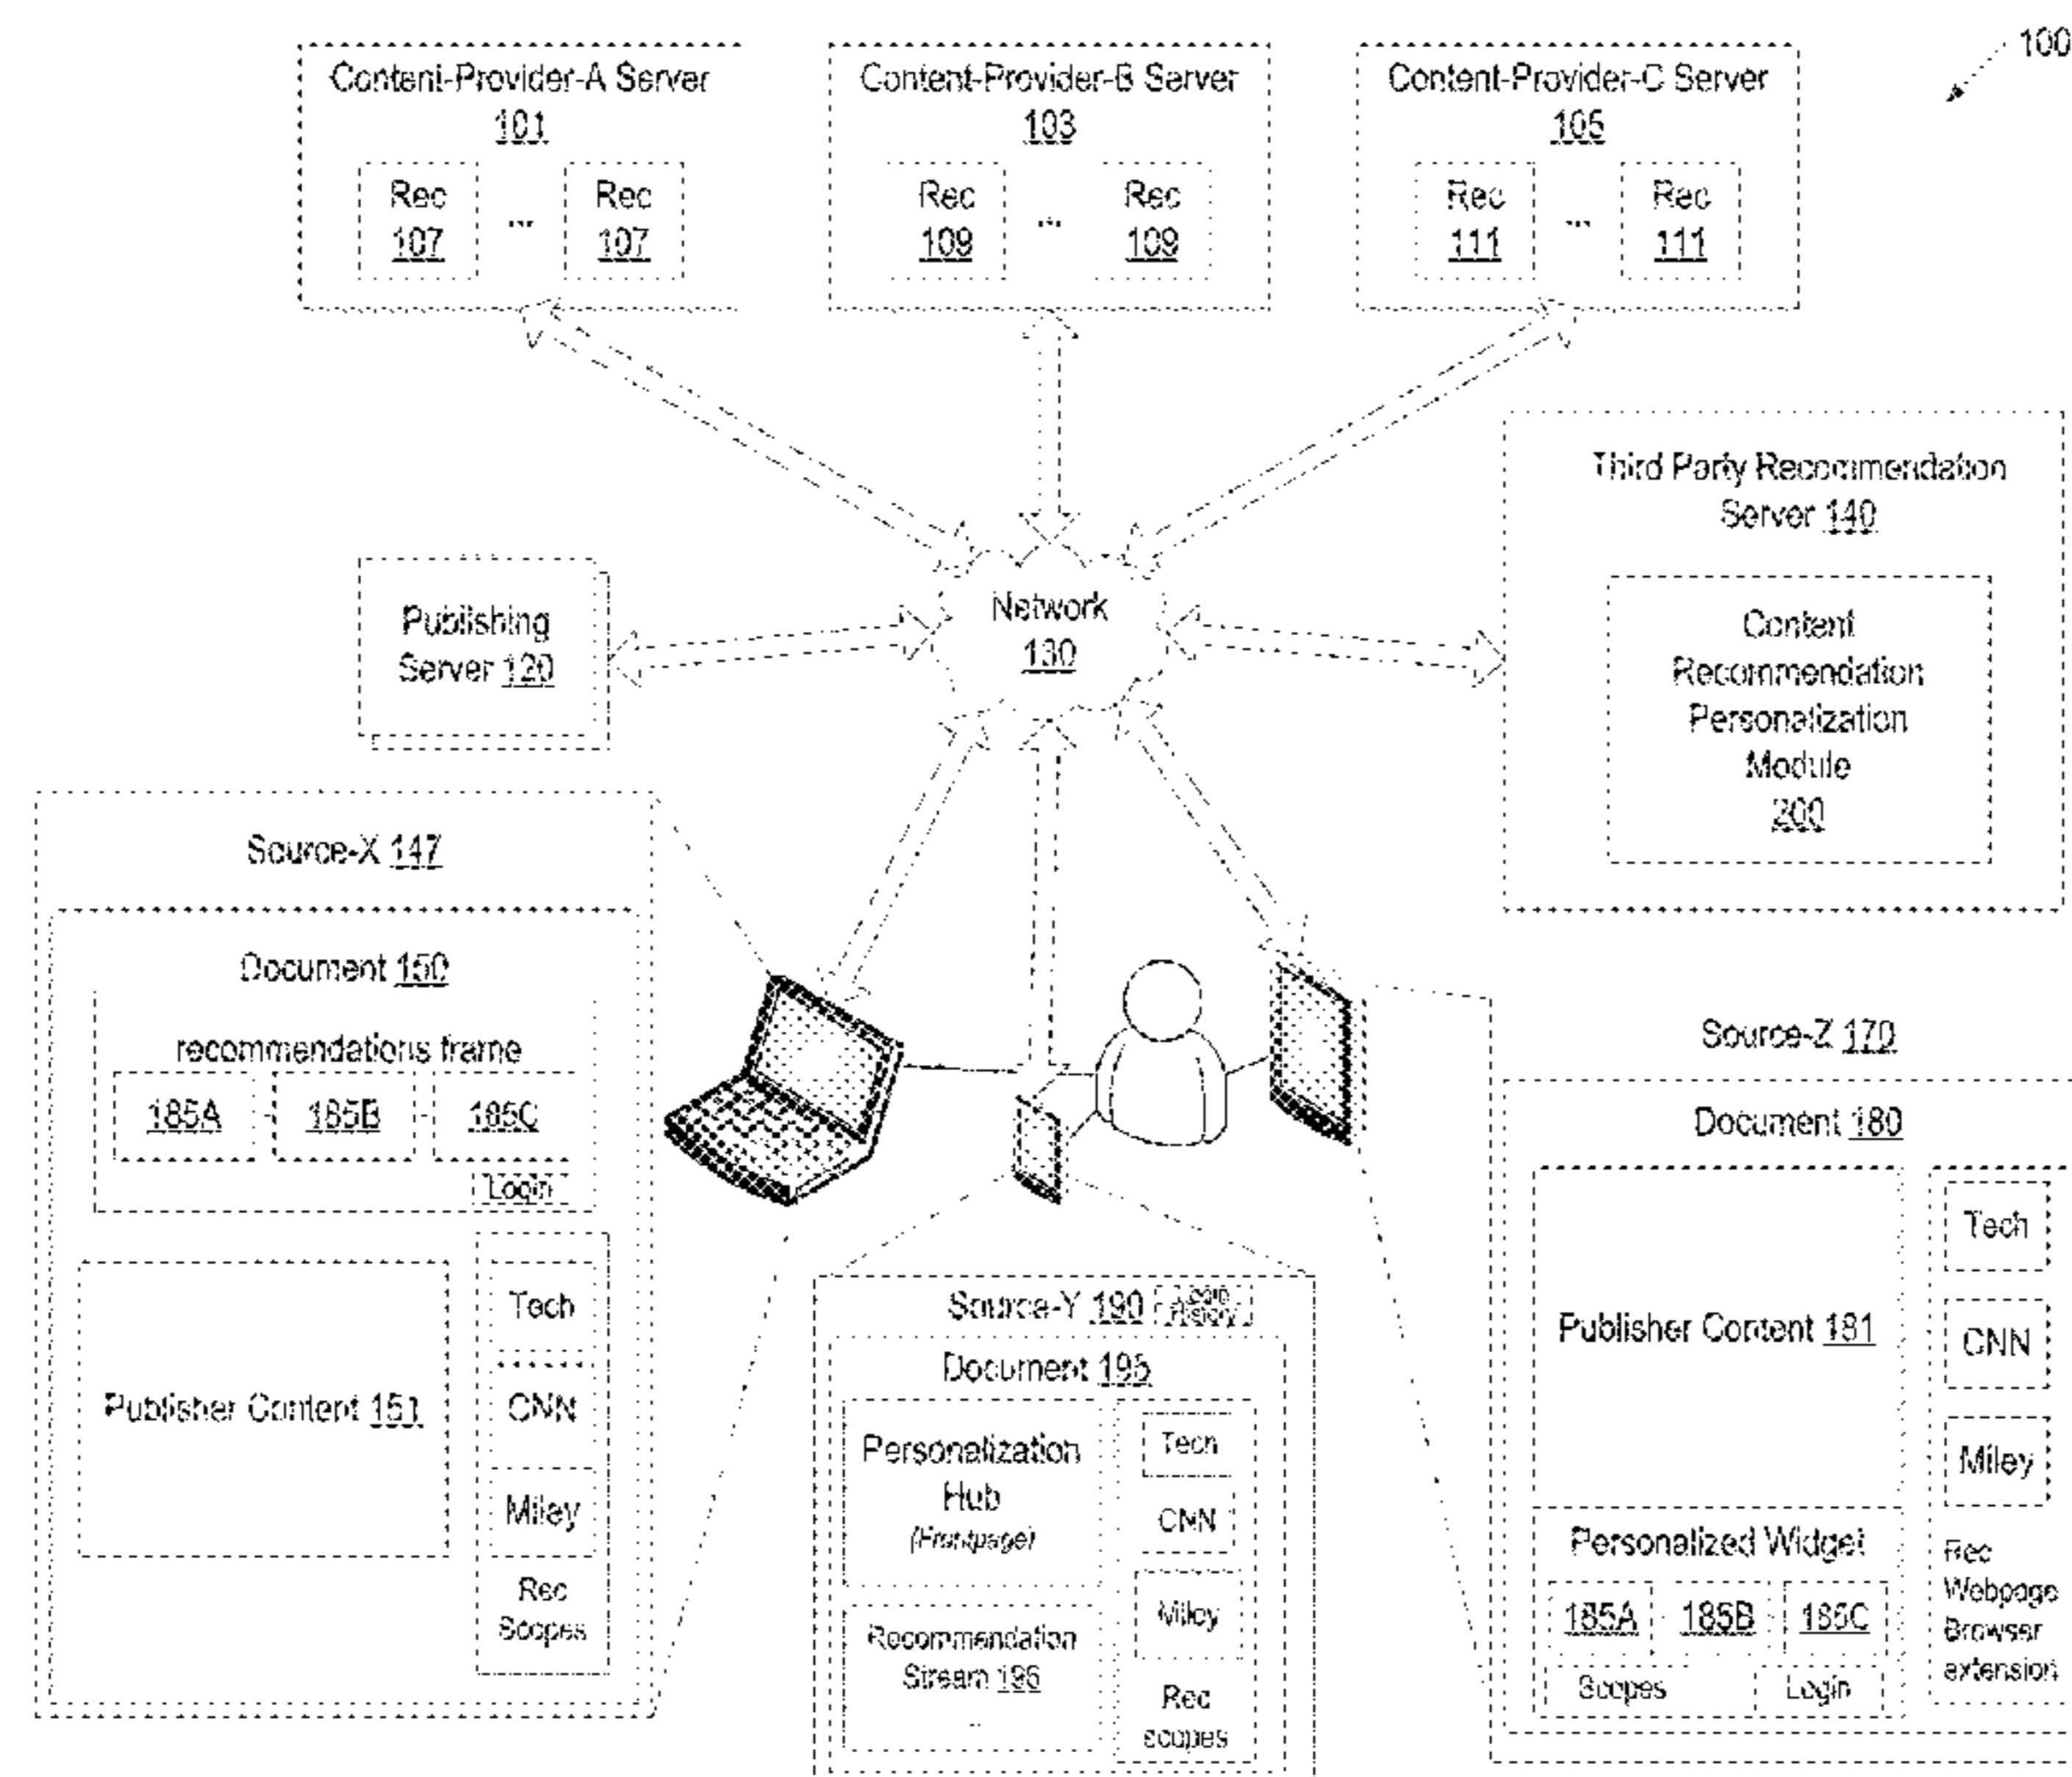 100
Content-Provider-A Server
101
Rec
107
...
Rec
107
Content-Provider-B Server
103
Rec
109
...
Rec
109
Content-Provider-C Server
105
Rec
111
...
Rec
111
Third Party Recommendation
Server 140
Content
Recommendation
Personalization
Module
200
Network
130
Publishing
Server 120
Source-X 147
Document 150
recommendations frame
185A
185B
185C
Login
Publisher Content 151
Tech
CNN
Miley
Rec
Scopes
Source-Y 190
Document 195
Personalization
Hub
(Frontpage)
Recommendation
Stream 196
...
Tech
CNN
Miley
Rec
scopes
Source-Z 170
Document 180
Publisher Content 181
Personalized Widget
185A
185B
185C
Scopes
Login
Tech
CNN
Miley
Rec
Webpage
Browser
extension